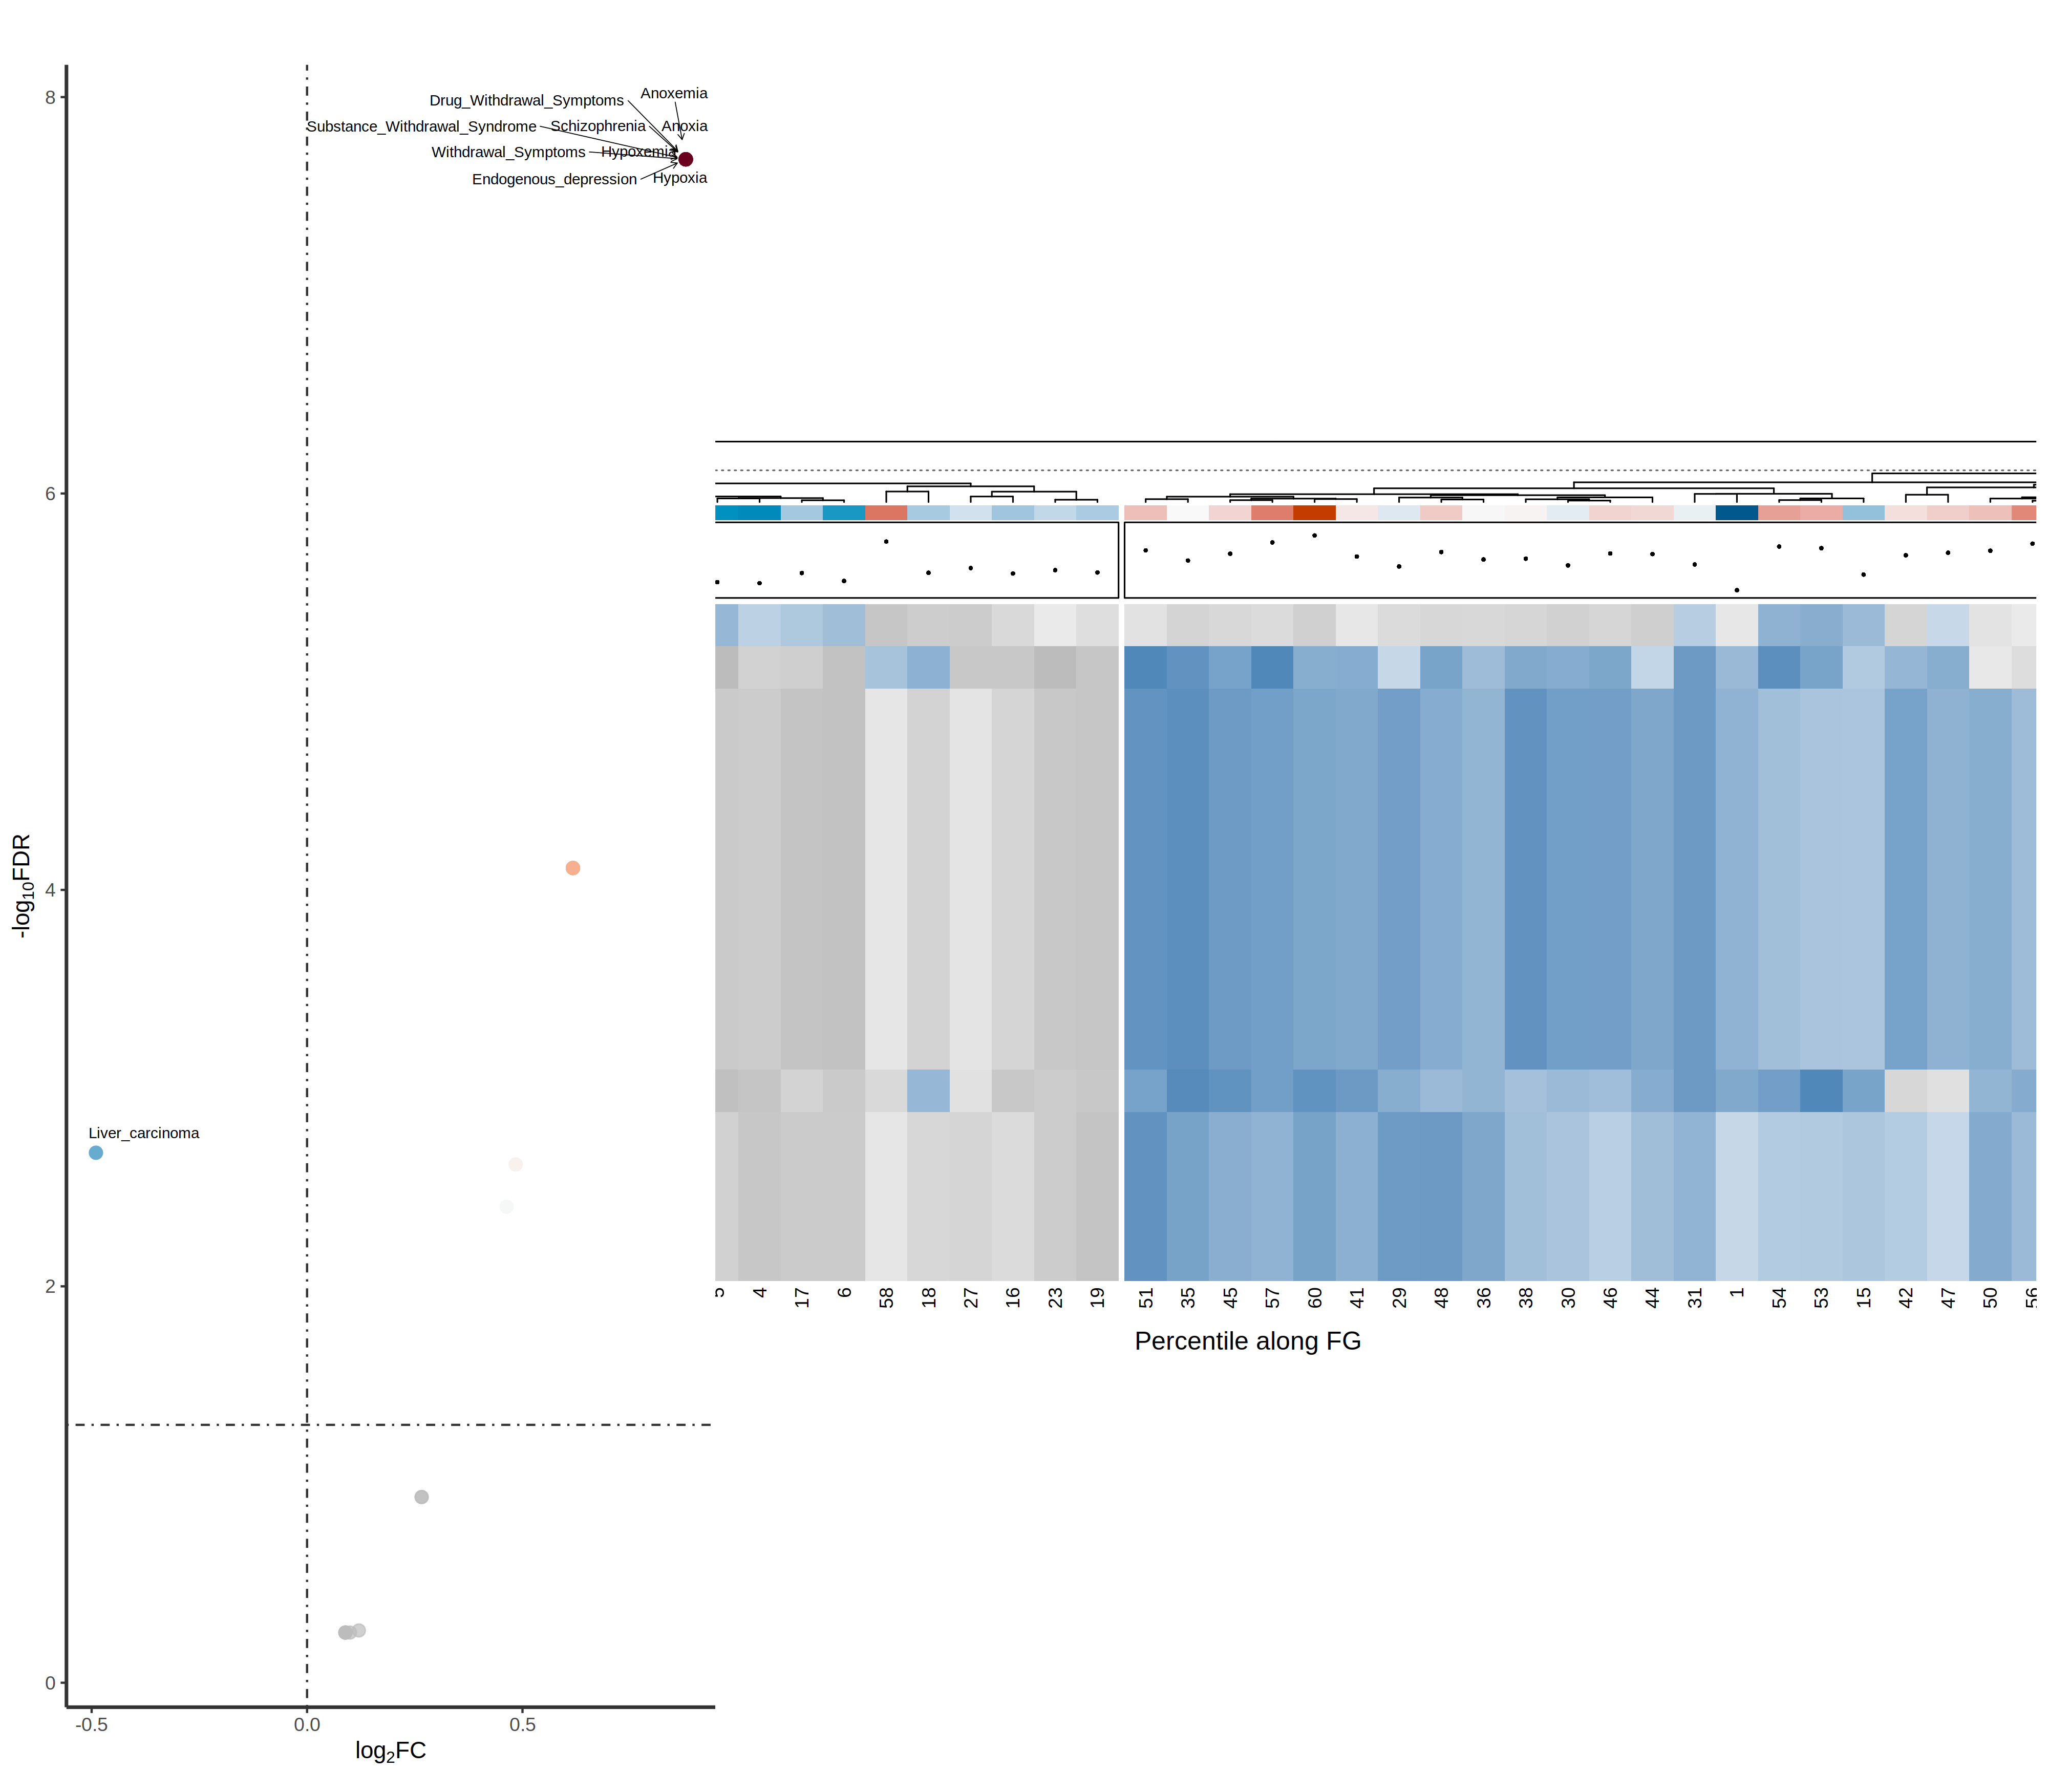 8
6
4
2
0
-log10FDR
-0.5
0.0
0.5
log2FC
Anoxemia
Drug_Withdrawal_Symptoms
Substance_Withdrawal_Syndrome
Schizophrenia
Anoxia
Withdrawal_Symptoms
Hypoxemia
Endogenous_depression
Hypoxia
Liver_carcinoma
5 4 17 6 58 18 27 16 23 19 51 35 45 57 60 41 29 48 36 38 30 46 44 31 1 54 53 15 42 47 50 56
Percentile along FG